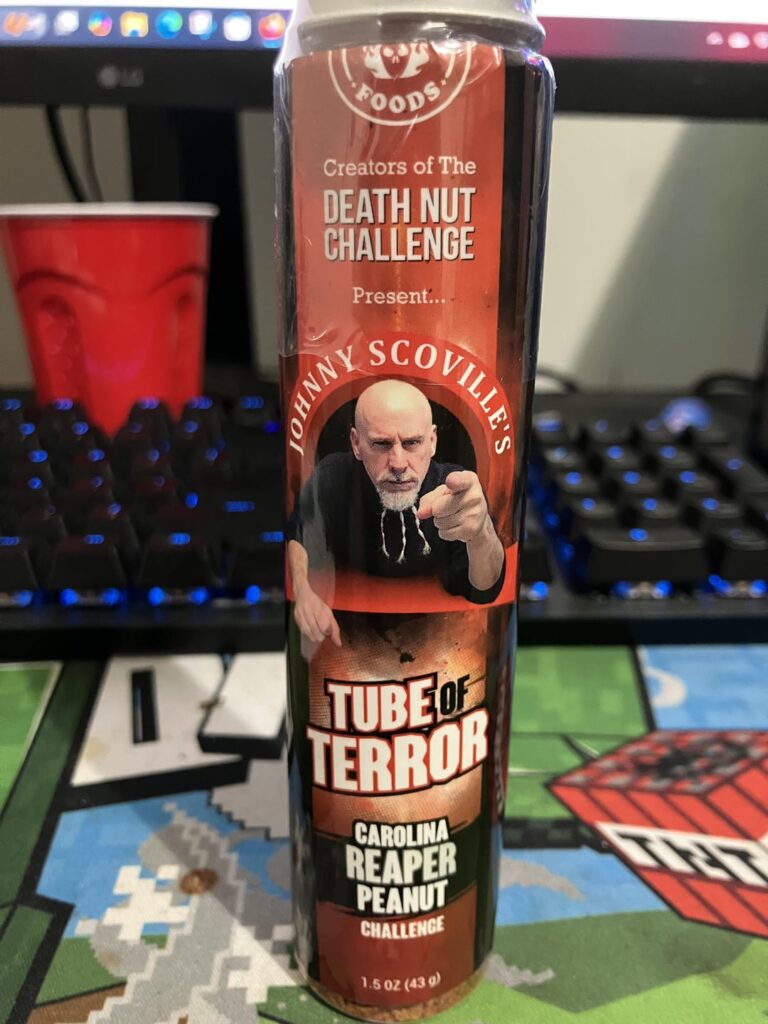 LG
FOODS
Creators of The
DEATH NUT
CHALLENGE
Present...
JOHNNY SCOVILLE'S
TUBE OF
TERROR
CAROLINA
REAPER
PEANUT
CHALLENGE
1.5 OZ (43 g)
TNT